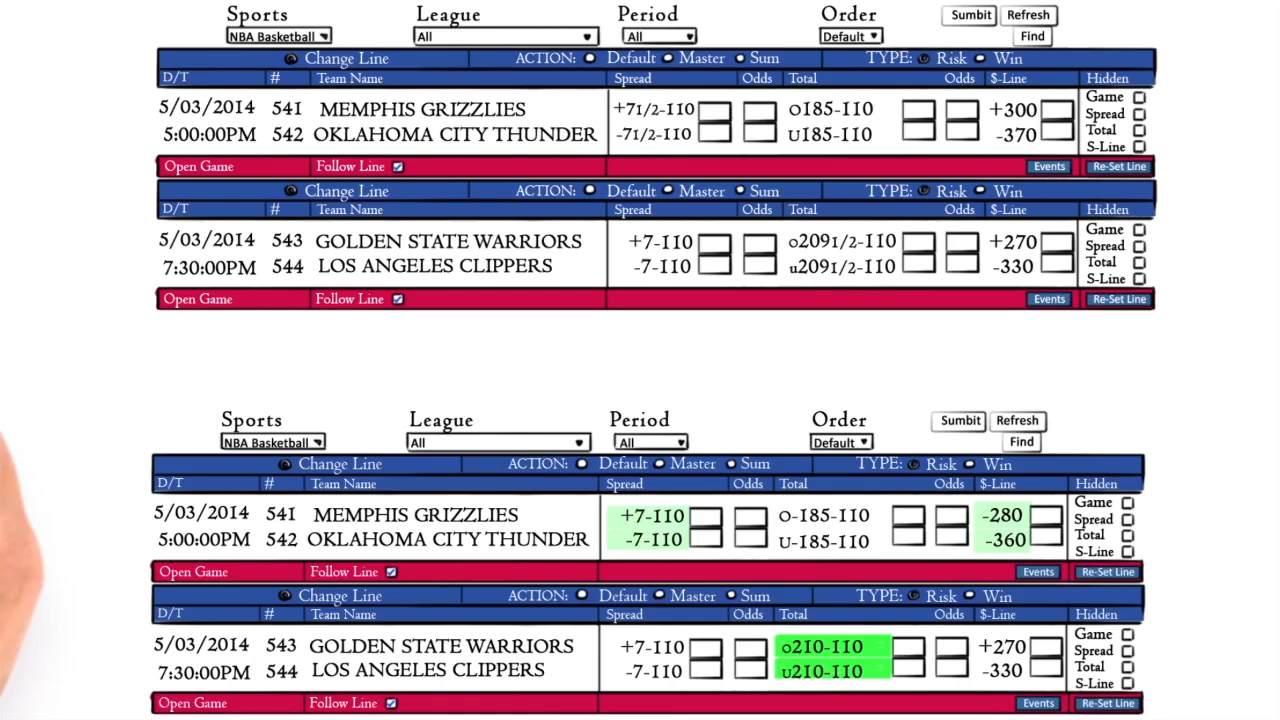 Sports League Period Order Sumbit Refresh
NBA Basketball All All Default Find
Change Line ACTION: Default Master Sum TYPE: Risk Win
D/T # Team Name Spread Odds Total Odds $-Line Hidden
5/03/2014 541 MEMPHIS GRIZZLIES +71/2-110 O185-110 +300 Game
Spread
5:00:00PM 542 OKLAHOMA CITY THUNDER -71/2-110 U185-110 -370 Total
S-Line
Open Game Follow Line Events Re-Set Line
Change Line ACTION: Default Master Sum TYPE: Risk Win
D/T # Team Name Spread Odds Total Odds $-Line Hidden
5/03/2014 543 GOLDEN STATE WARRIORS +7-110 o2091/2-110 +270 Game
Spread
7:30:00PM 544 LOS ANGELES CLIPPERS -7-110 u2091/2-110 -330 Total
S-Line
Open Game Follow Line Events Re-Set Line
Sports League Period Order Sumbit Refresh
NBA Basketball All All Default Find
Change Line ACTION: Default Master Sum TYPE: Risk Win
D/T # Team Name Spread Odds Total Odds $-Line Hidden
5/03/2014 541 MEMPHIS GRIZZLIES +7-110 O-185-110 -280 Game
Spread
5:00:00PM 542 OKLAHOMA CITY THUNDER -7-110 U-185-110 -360 Total
S-Line
Open Game Follow Line Events Re-Set Line
Change Line ACTION: Default Master Sum TYPE: Risk Win
D/T # Team Name Spread Odds Total Odds $-Line Hidden
5/03/2014 543 GOLDEN STATE WARRIORS +7-110 o210-110 +270 Game
Spread
7:30:00PM 544 LOS ANGELES CLIPPERS -7-110 u210-110 -330 Total
S-Line
Open Game Follow Line Events Re-Set Line